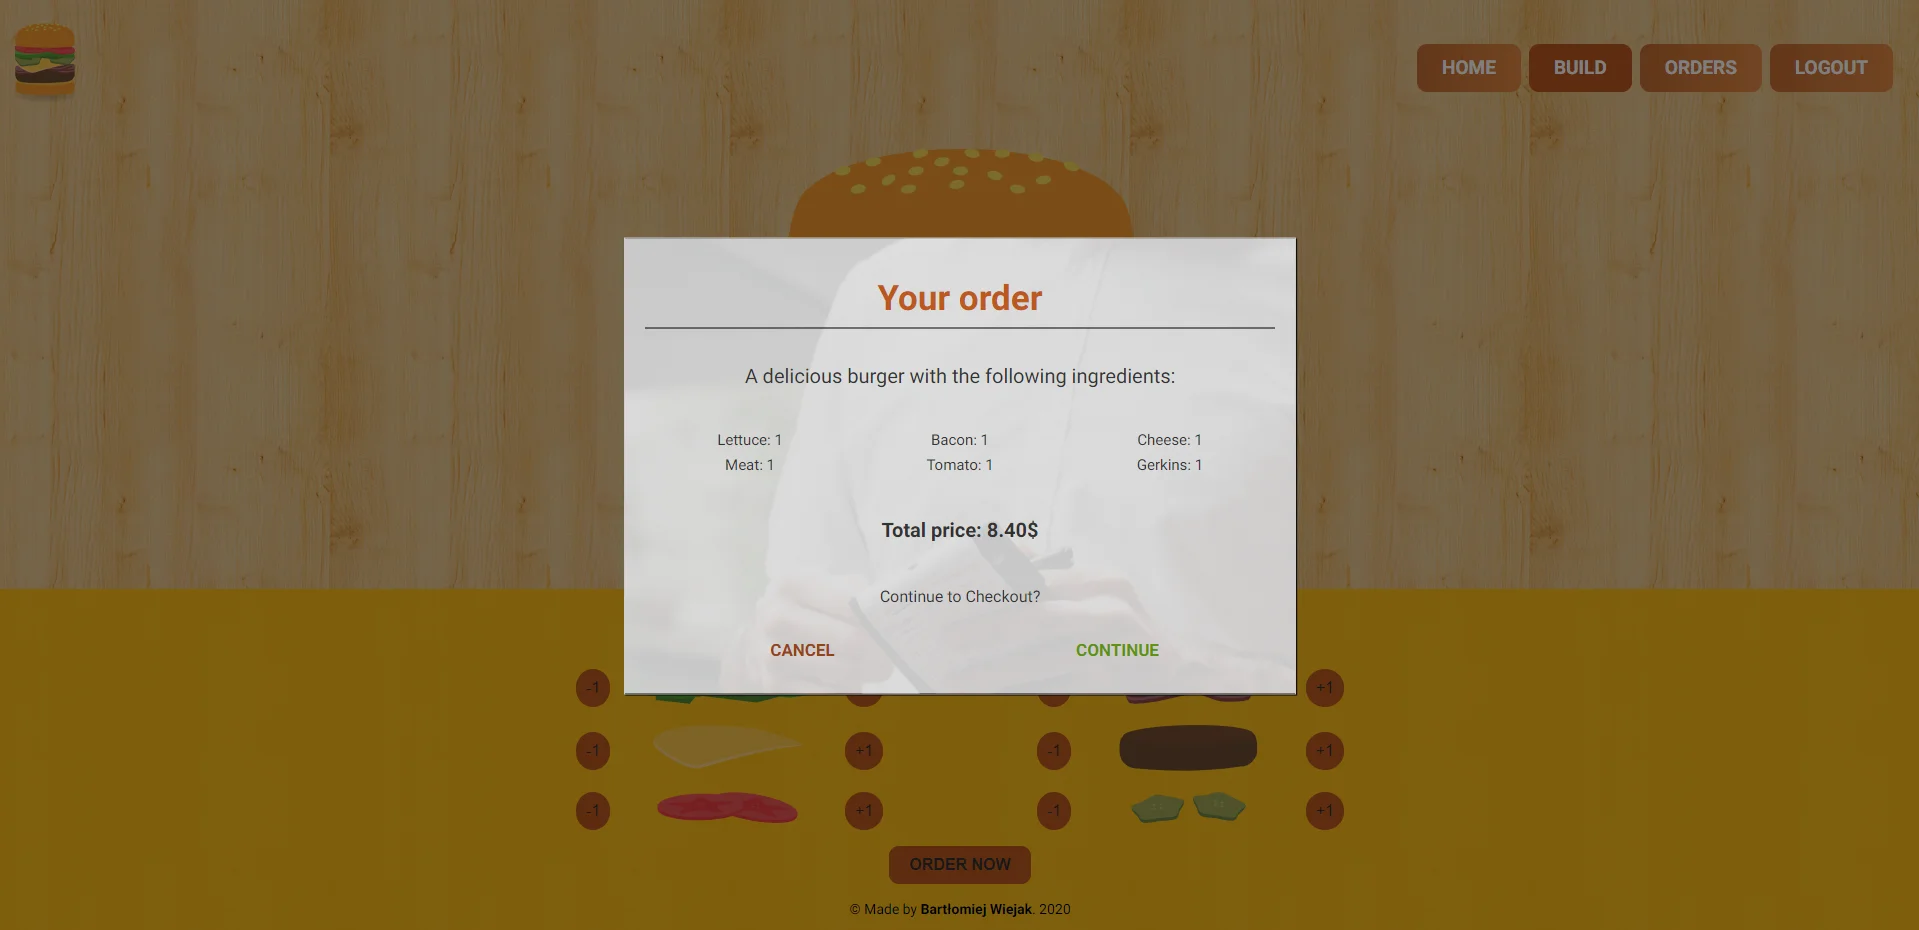 HOME BUILD ORDERS LOGOUT
Your order
A delicious burger with the following ingredients:
Lettuce: 1 Bacon: 1 Cheese: 1
Meat: 1 Tomato: 1 Gerkins: 1
Total price: 8.40$
Continue to Checkout?
CANCEL CONTINUE
-1 +1
-1 +1 -1 +1
-1 +1 -1 +1
ORDER NOW
© Made by Bartłomiej Wiejak. 2020